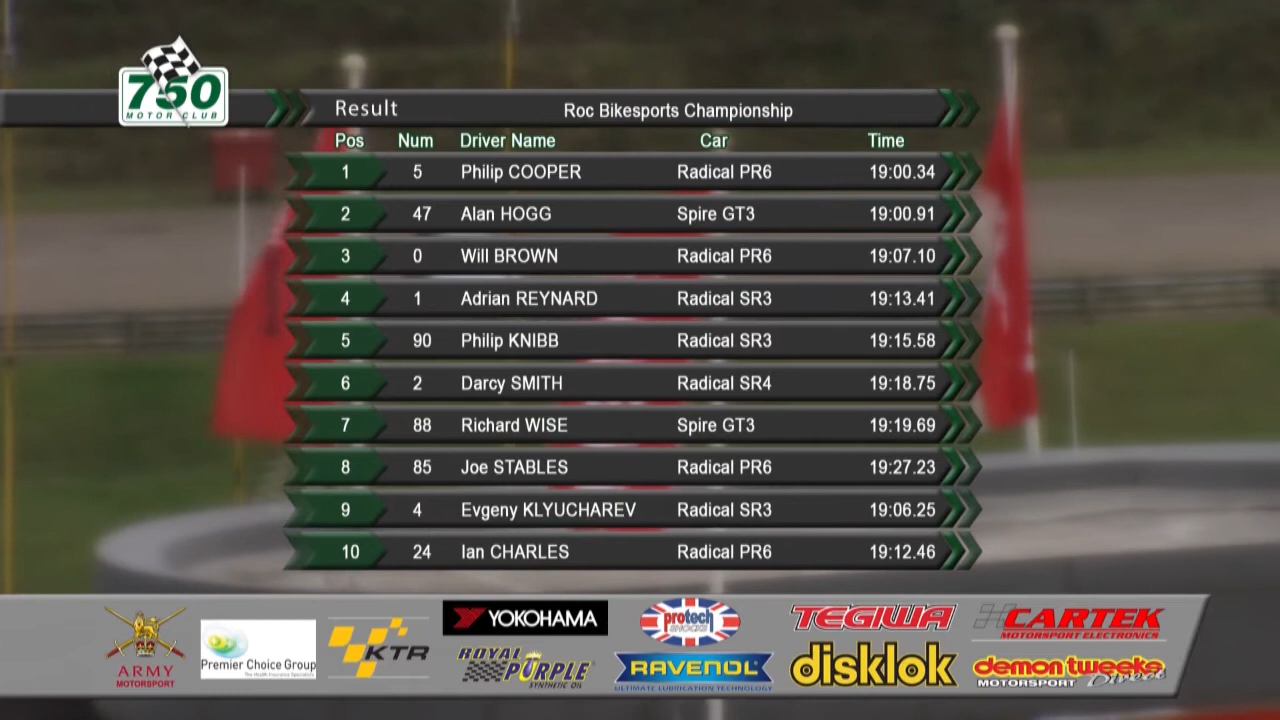 750
MOTOR CLUB
Result Roc Bikesports Championship
Pos Num Driver Name Car Time
1 5 Philip COOPER Radical PR6 19:00.34
2 47 Alan HOGG Spire GT3 19:00.91
3 0 Will BROWN Radical PR6 19:07.10
4 1 Adrian REYNARD Radical SR3 19:13.41
5 90 Philip KNIBB Radical SR3 19:15.58
6 2 Darcy SMITH Radical SR4 19:18.75
7 88 Richard WISE Spire GT3 19:19.69
8 85 Joe STABLES Radical PR6 19:27.23
9 4 Evgeny KLYUCHAREV Radical SR3 19:06.25
10 24 Ian CHARLES Radical PR6 19:12.46
ARMY
MOTORSPORT
Premier Choice Group
The Health Insurance Specialists
KTR
YOKOHAMA
ROYAL
PURPLE
SYNTHETIC OIL
protech
SHOCKS
RAVENOL
ULTIMATE LUBRICATION TECHNOLOGY
TEGIWA
disklok
CARTEK
MOTORSPORT ELECTRONICS
demon tweeks
MOTORSPORT Direct